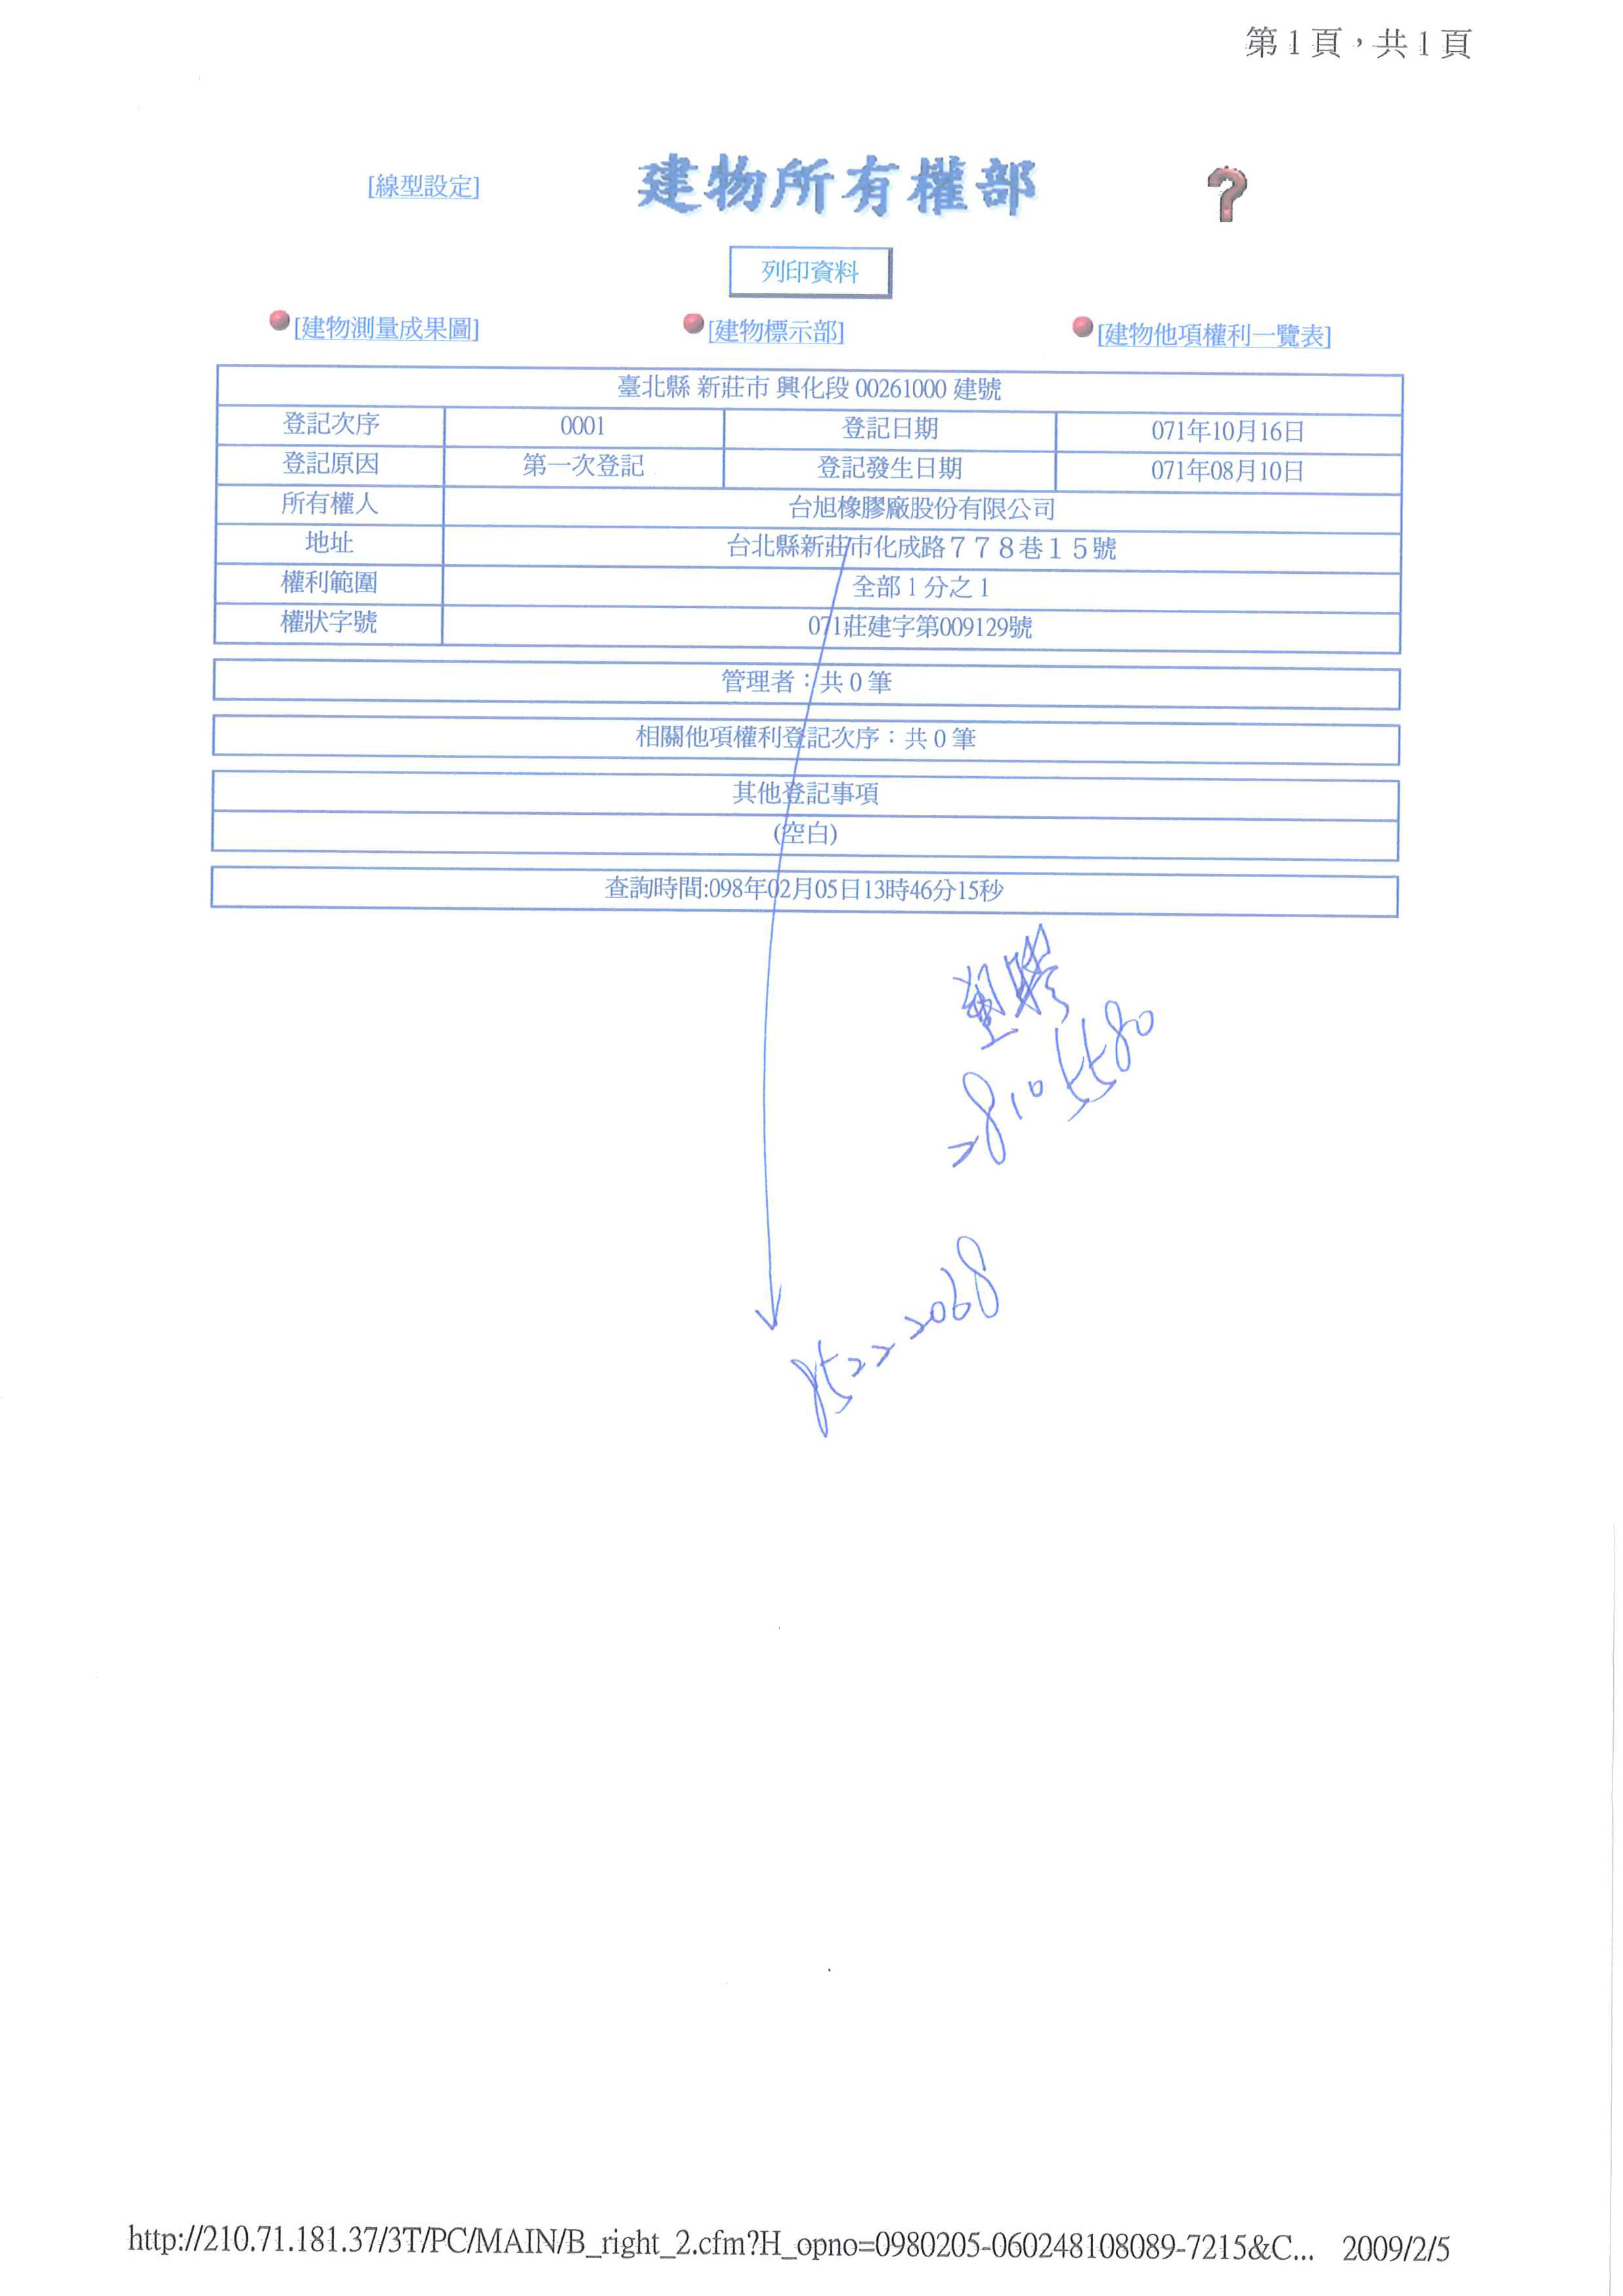 第1頁，共1頁
[線型設定]
建物所有權部
列印資料
[建物測量成果圖] [建物標示部] [建物他項權利一覽表]
臺北縣 新莊市 興化段 00261000 建號
登記次序 0001 登記日期 071年10月16日
登記原因 第一次登記 登記發生日期 071年08月10日
所有權人 台旭橡膠廠股份有限公司
地址 台北縣新莊市化成路７７８巷１５號
權利範圍 全部1分之1
權狀字號 071莊建字第009129號
管理者：共0筆
相關他項權利登記次序：共0筆
其他登記事項
(空白)
查詢時間:098年02月05日13時46分15秒
塑膠
28105580
85222068
http://210.71.181.37/3T/PC/MAIN/B_right_2.cfm?H_opno=0980205-060248108089-7215&C... 2009/2/5